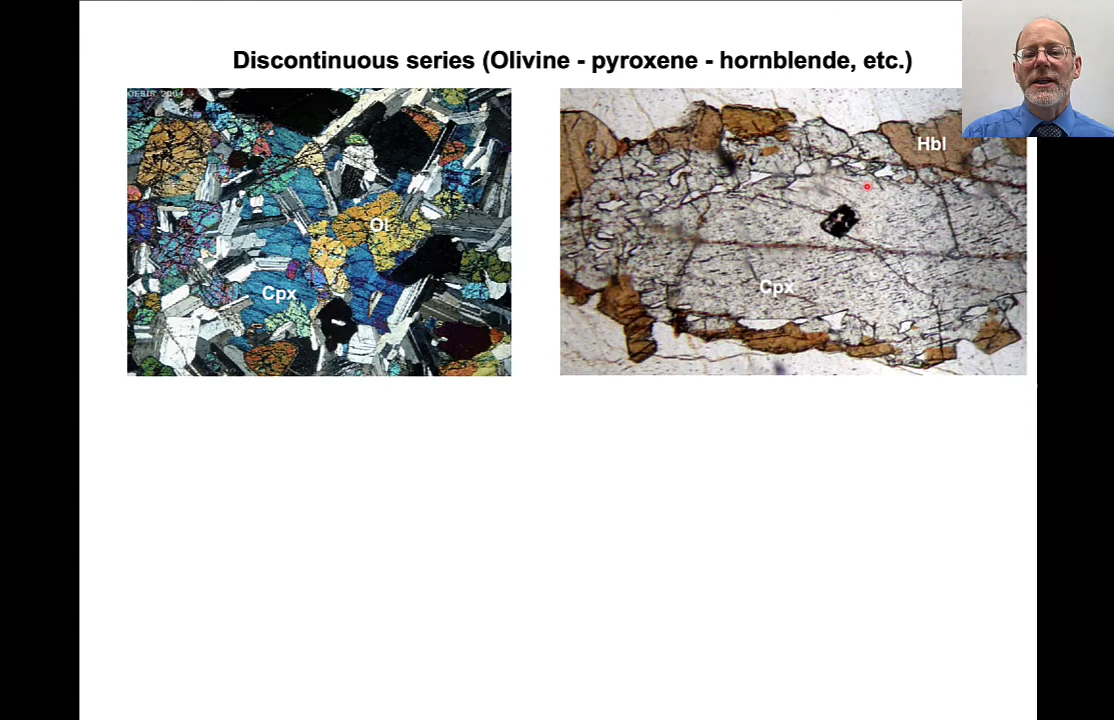 Discontinuous series (Olivine - pyroxene - hornblende, etc.)
Hbl
Ol
Cpx
Cpx